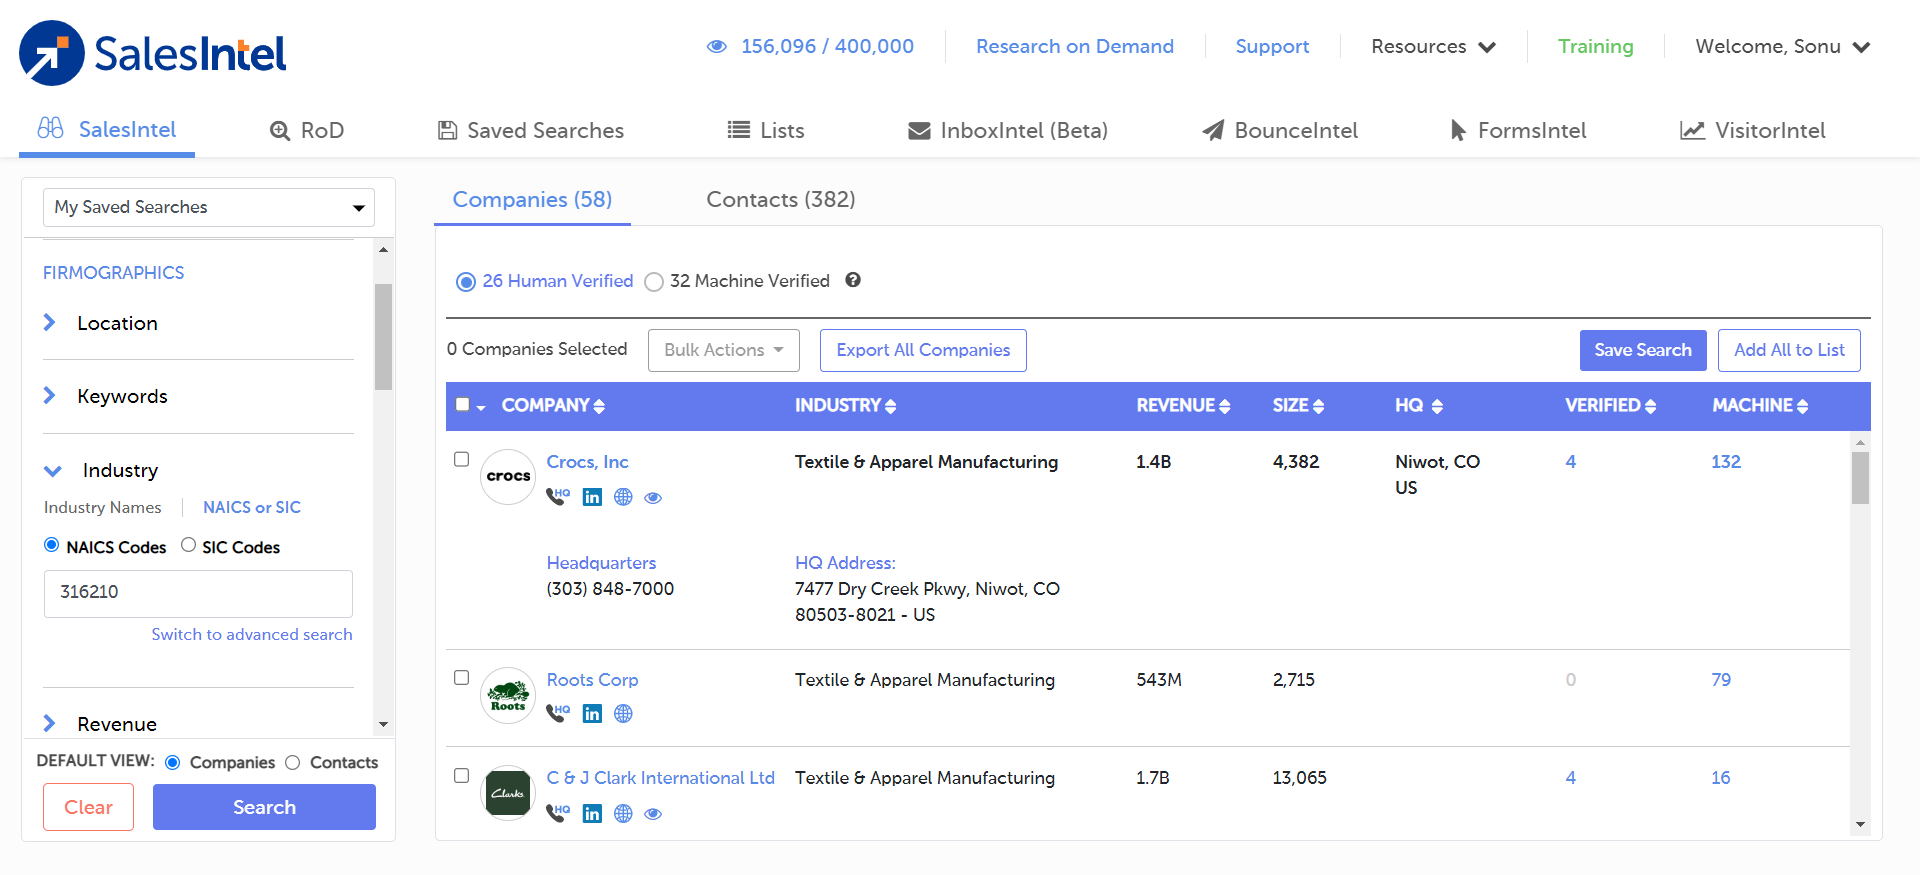 SalesIntel
156,096 / 400,000
Research on Demand
Support
Resources
Training
Welcome, Sonu
SalesIntel
RoD
Saved Searches
Lists
InboxIntel (Beta)
BounceIntel
FormsIntel
VisitorIntel
My Saved Searches
FIRMOGRAPHICS
Location
Keywords
Industry
Industry Names
NAICS or SIC
NAICS Codes
SIC Codes
316210
Switch to advanced search
Revenue
DEFAULT VIEW:
Companies
Contacts
Clear
Search
Companies (58)
Contacts (382)
26 Human Verified
32 Machine Verified
?
0 Companies Selected
Bulk Actions
Export All Companies
Save Search
Add All to List
COMPANY
INDUSTRY
REVENUE
SIZE
HQ
VERIFIED
MACHINE
crocs
Crocs, Inc
Textile & Apparel Manufacturing
1.4B
4,382
Niwot, CO
US
4
132
HQ
in
Headquarters
(303) 848-7000
HQ Address:
7477 Dry Creek Pkwy, Niwot, CO
80503-8021 - US
Roots
Roots Corp
Textile & Apparel Manufacturing
543M
2,715
0
79
HQ
in
Clarks
C & J Clark International Ltd
Textile & Apparel Manufacturing
1.7B
13,065
4
16
HQ
in